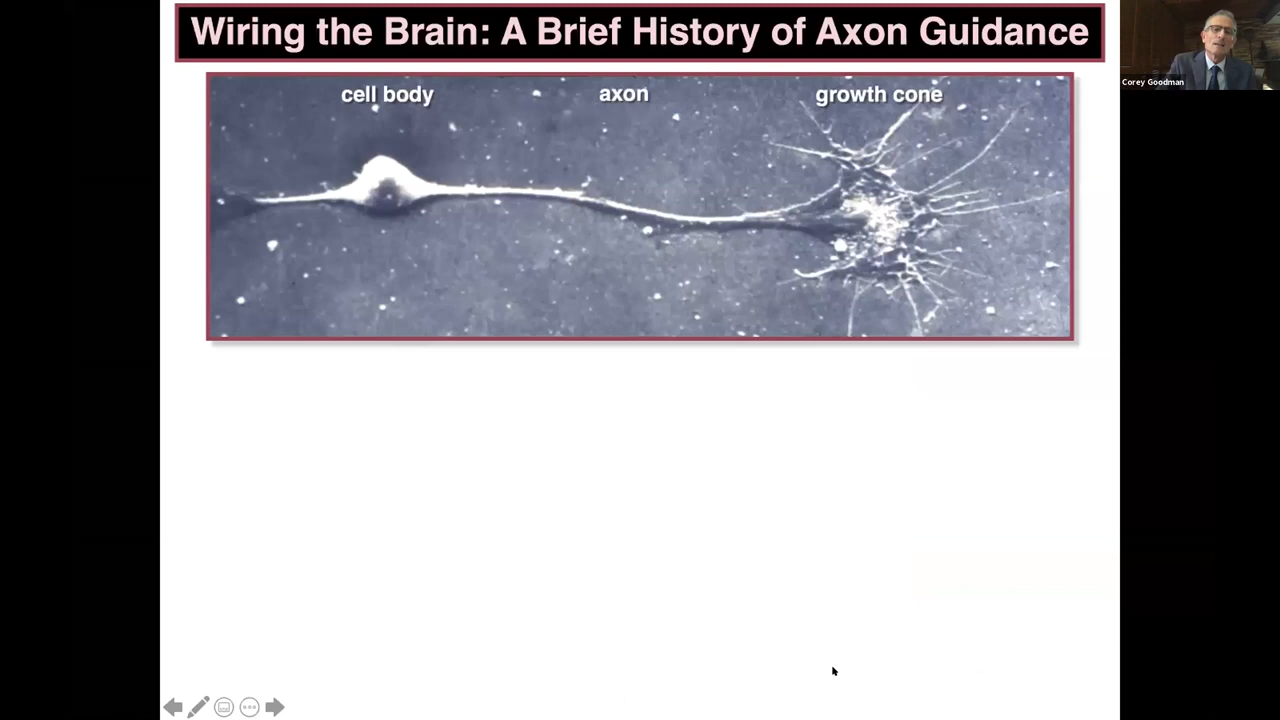 Wiring the Brain: A Brief History of Axon Guidance
cell body axon growth cone
Corey Goodman